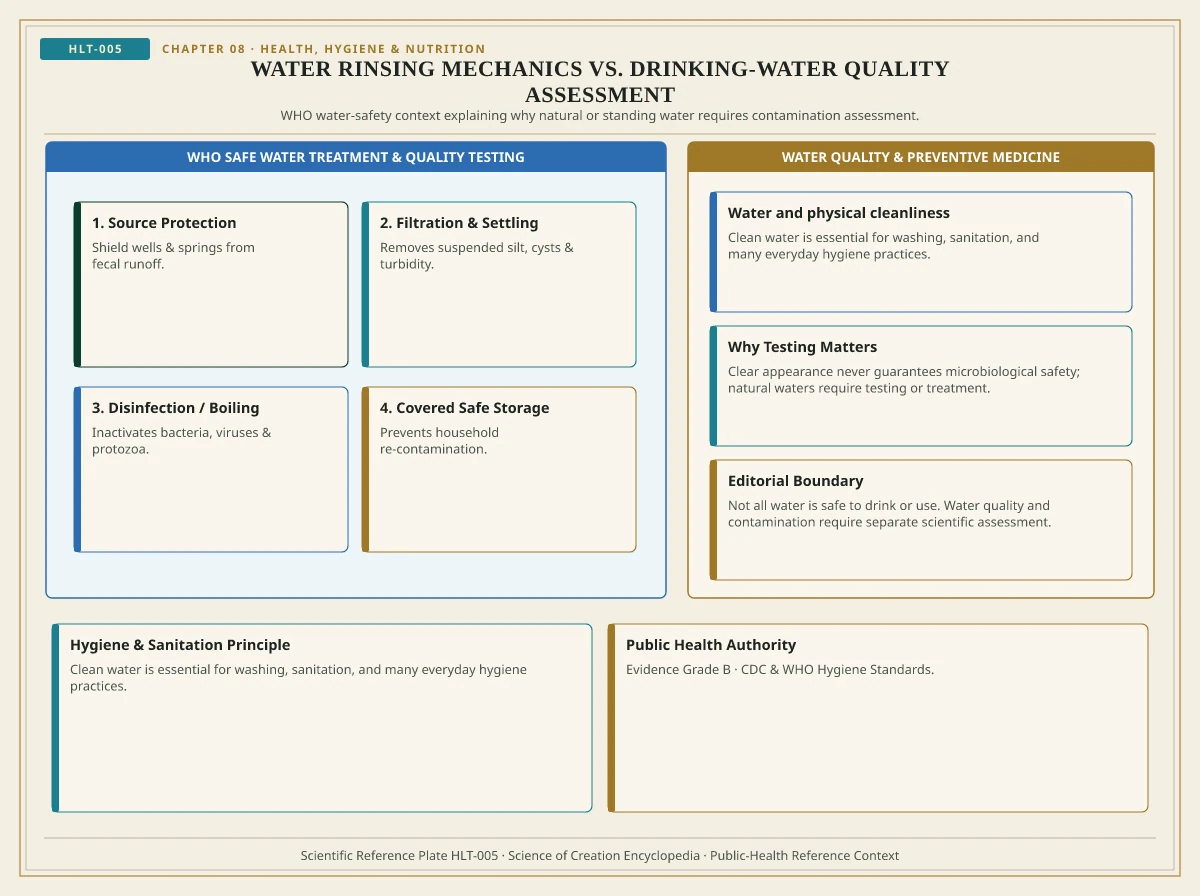 HLT-005
CHAPTER 08 · HEALTH, HYGIENE & NUTRITION
WATER RINSING MECHANICS VS. DRINKING-WATER QUALITY
ASSESSMENT
WHO water-safety context explaining why natural or standing water requires contamination assessment.
WHO SAFE WATER TREATMENT & QUALITY TESTING
1. Source Protection
Shield wells & springs from
fecal runoff.
2. Filtration & Settling
Removes suspended silt, cysts &
turbidity.
3. Disinfection / Boiling
Inactivates bacteria, viruses &
protozoa.
4. Covered Safe Storage
Prevents household
re-contamination.
WATER QUALITY & PREVENTIVE MEDICINE
Water and physical cleanliness
Clean water is essential for washing, sanitation, and
many everyday hygiene practices.
Why Testing Matters
Clear appearance never guarantees microbiological safety;
natural waters require testing or treatment.
Editorial Boundary
Not all water is safe to drink or use. Water quality and
contamination require separate scientific assessment.
Hygiene & Sanitation Principle
Clean water is essential for washing, sanitation, and many everyday hygiene
practices.
Public Health Authority
Evidence Grade B · CDC & WHO Hygiene Standards.
Scientific Reference Plate HLT-005 · Science of Creation Encyclopedia · Public-Health Reference Context